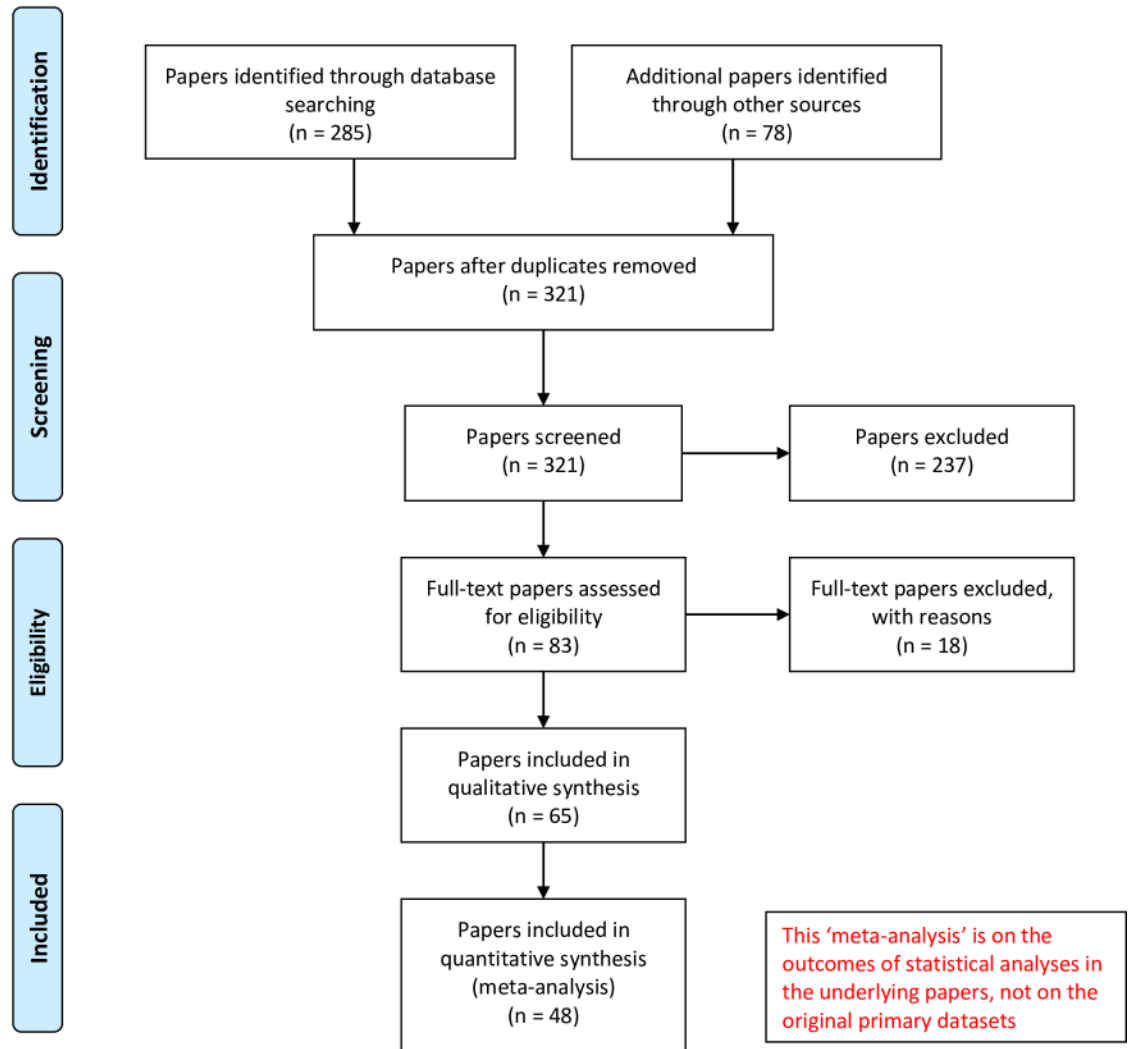 Identification
Papers identified through database
searching
(n = 285)
Additional papers identified
through other sources
(n = 78)
Papers after duplicates removed
(n = 321)
Screening
Papers screened
(n = 321)
Papers excluded
(n = 237)
Eligibility
Full-text papers assessed
for eligibility
(n = 83)
Full-text papers excluded,
with reasons
(n = 18)
Papers included in
qualitative synthesis
(n = 65)
Included
Papers included in
quantitative synthesis
(meta-analysis)
(n = 48)
This ‘meta-analysis’ is on the
outcomes of statistical analyses in
the underlying papers, not on the
original primary datasets